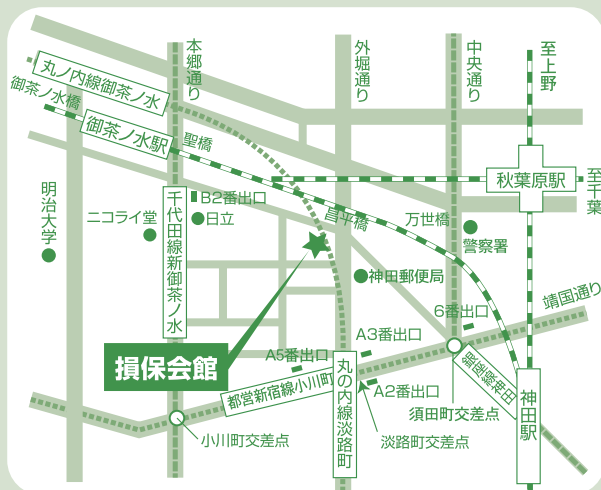 本郷通り
外堀通り
中央通り
至上野
丸ノ内線御茶ノ水
御茶ノ水橋
御茶ノ水駅
聖橋
秋葉原駅
至千葉
明治大学
ニコライ堂
千代田線新御茶ノ水
B2番出口
日立
昌平橋
万世橋
警察署
神田郵便局
靖国通り
6番出口
A3番出口
A5番出口
損保会館
都営新宿線小川町
丸の内線淡路町
A2番出口
銀座線神田
神田駅
須田町交差点
小川町交差点
淡路町交差点